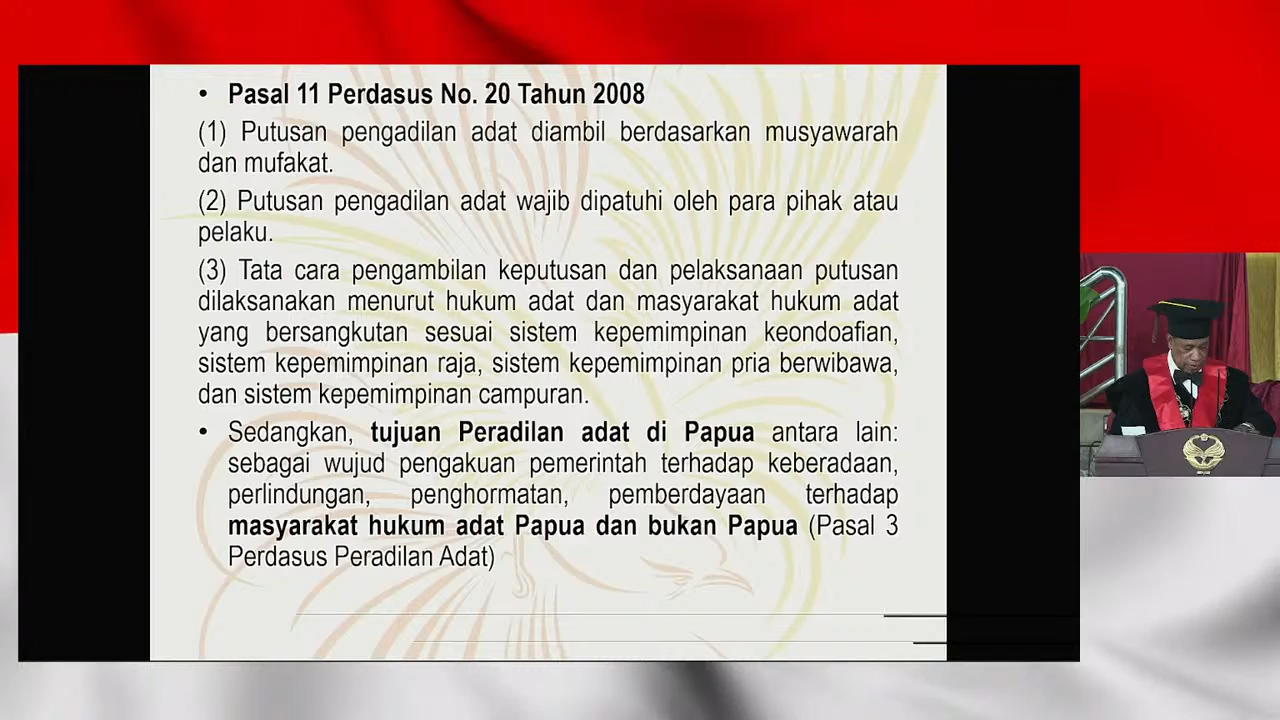 • Pasal 11 Perdasus No. 20 Tahun 2008
(1) Putusan pengadilan adat diambil berdasarkan musyawarah
dan mufakat.
(2) Putusan pengadilan adat wajib dipatuhi oleh para pihak atau
pelaku.
(3) Tata cara pengambilan keputusan dan pelaksanaan putusan
dilaksanakan menurut hukum adat dan masyarakat hukum adat
yang bersangkutan sesuai sistem kepemimpinan keondoafian,
sistem kepemimpinan raja, sistem kepemimpinan pria berwibawa,
dan sistem kepemimpinan campuran.
• Sedangkan, tujuan Peradilan adat di Papua antara lain:
sebagai wujud pengakuan pemerintah terhadap keberadaan,
perlindungan, penghormatan, pemberdayaan terhadap
masyarakat hukum adat Papua dan bukan Papua (Pasal 3
Perdasus Peradilan Adat)